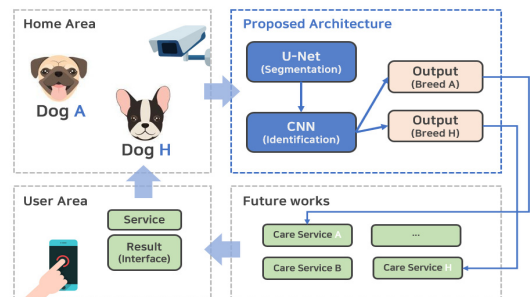 Home Area
Dog A
Dog H
Proposed Architecture
U-Net
(Segmentation)
CNN
(Identification)
Output
(Breed A)
Output
(Breed H)
User Area
Service
Result
(Interface)
Future works
Care Service A
...
Care Service B
Care Service H